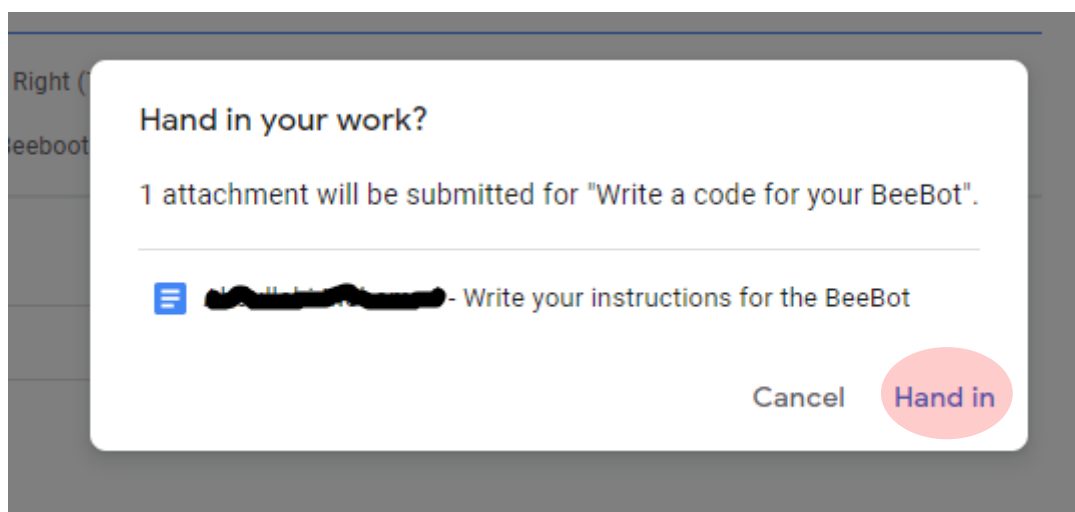 Right (
Hand in your work?
eeboot
1 attachment will be submitted for "Write a code for your BeeBot".
- Write your instructions for the BeeBot
Cancel Hand in